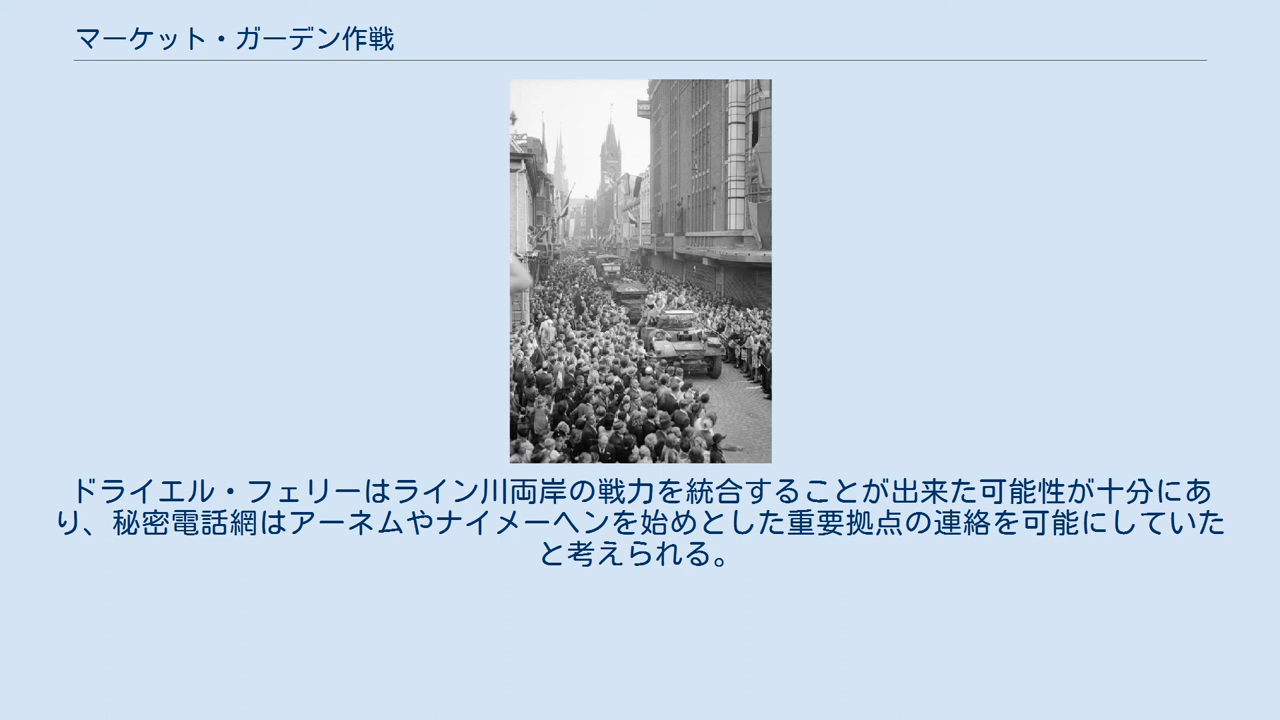 マーケット・ガーデン作戦
ドライエル・フェリーはライン川両岸の戦力を統合することが出来た可能性が十分にあ
り、秘密電話網はアーネムやナイメーヘンを始めとした重要拠点の連絡を可能にしていた
と考えられる。